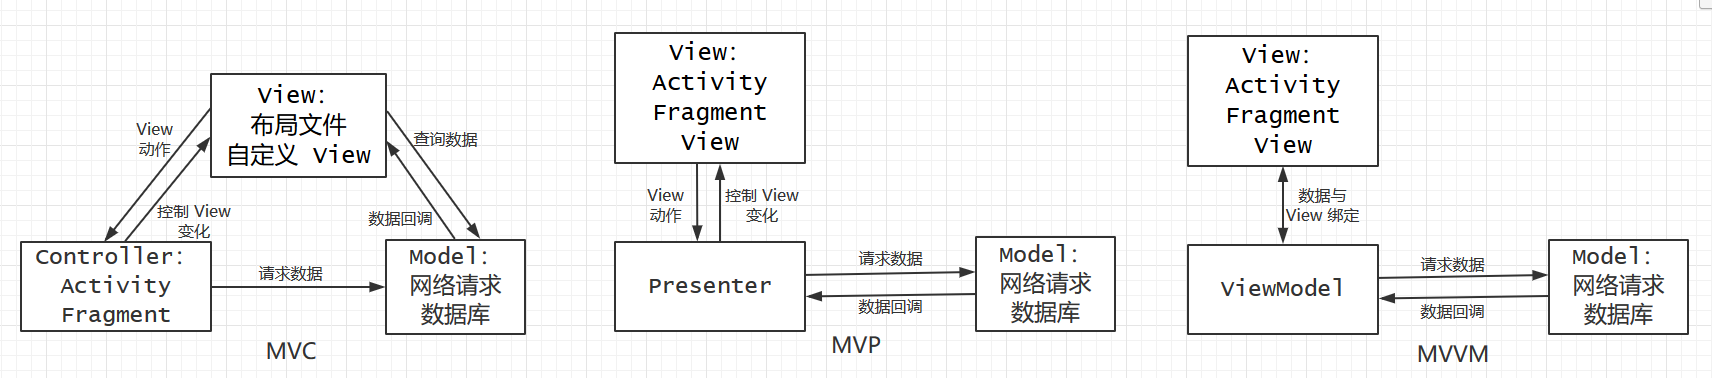 View:
布局文件
自定义 View
View
动作
控制 View
变化
查询数据
数据回调
Controller:
Activity
Fragment
请求数据
Model:
网络请求
数据库
MVC
View:
Activity
Fragment
View
View
动作
控制 View
变化
Presenter
请求数据
数据回调
Model:
网络请求
数据库
MVP
View:
Activity
Fragment
View
数据与
View 绑定
ViewModel
请求数据
数据回调
Model:
网络请求
数据库
MVVM